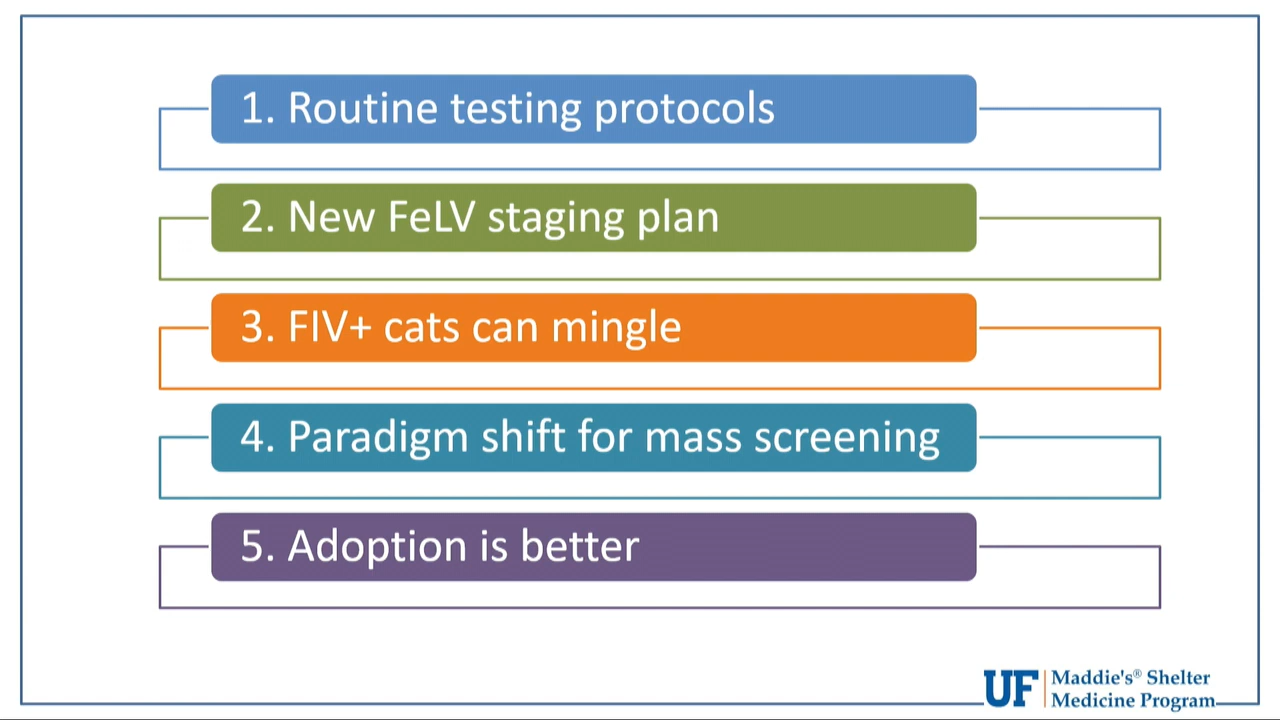 1. Routine testing protocols
2. New FeLV staging plan
3. FIV+ cats can mingle
4. Paradigm shift for mass screening
5. Adoption is better
UF Maddie's® Shelter
Medicine Program